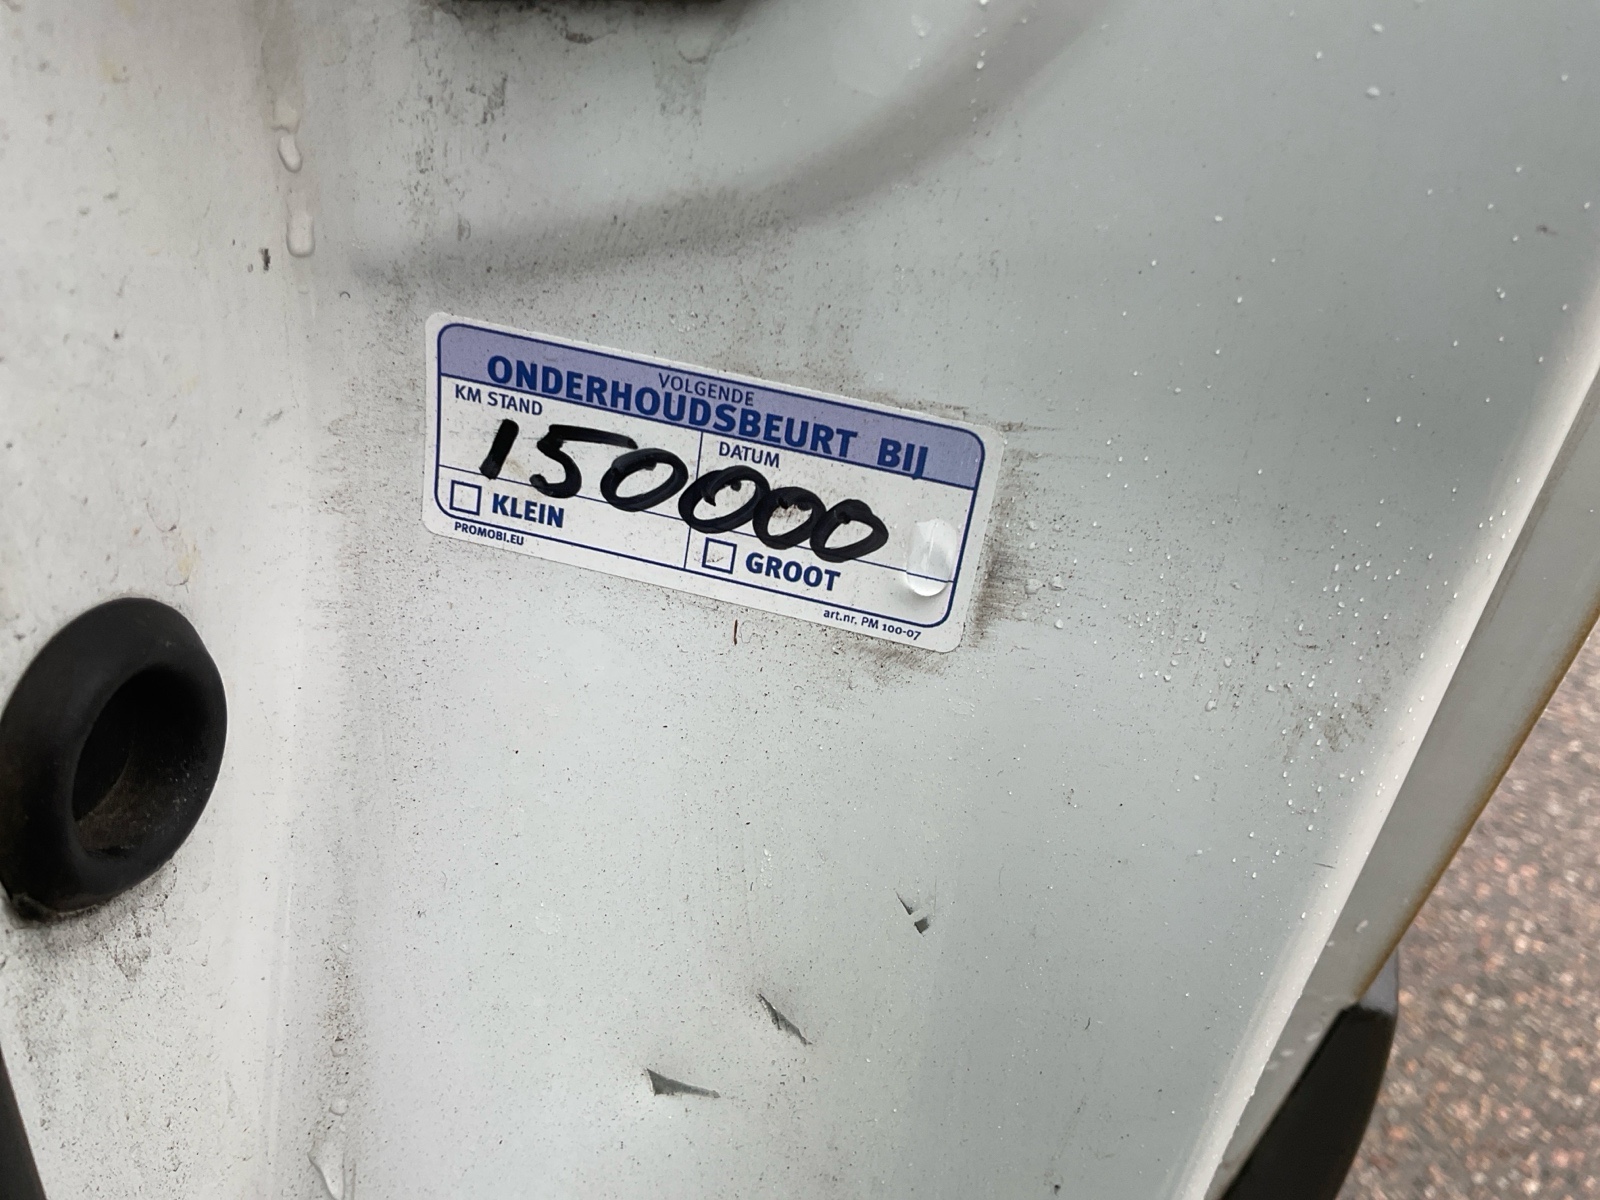 VOLGENDE
ONDERHOUDSBEURT BIJ
KM STAND
DATUM
150000
KLEIN
GROOT
PROMOBI.EU
art.nr. PM 100-07